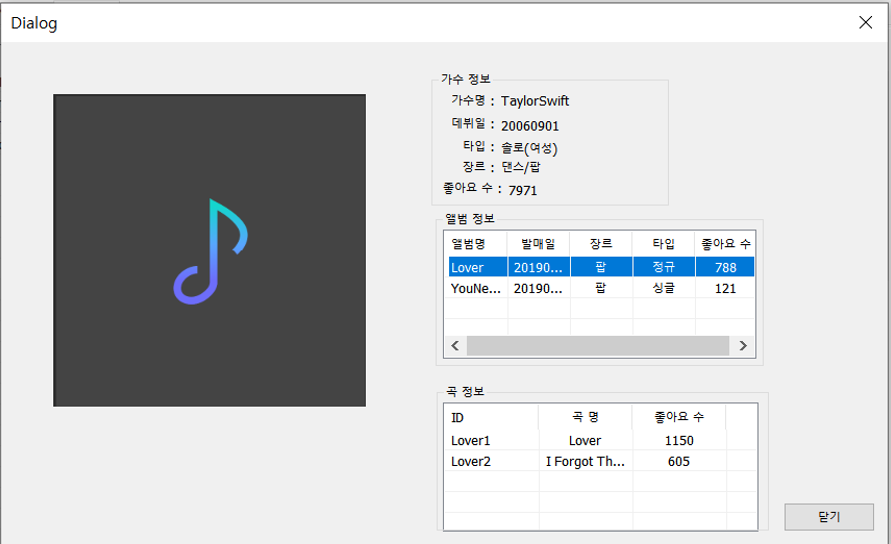 Dialog
가수 정보
가수명 : TaylorSwift
데뷔일 : 20060901
타입 : 솔로(여성)
장르 : 댄스/팝
좋아요 수 : 7971
앨범 정보
앨범명 발매일 장르 타입 좋아요 수
Lover 20190... 팝 정규 788
YouNe... 20190... 팝 싱글 121
곡 정보
ID 곡 명 좋아요 수
Lover1 Lover 1150
Lover2 I Forgot Th... 605
닫기